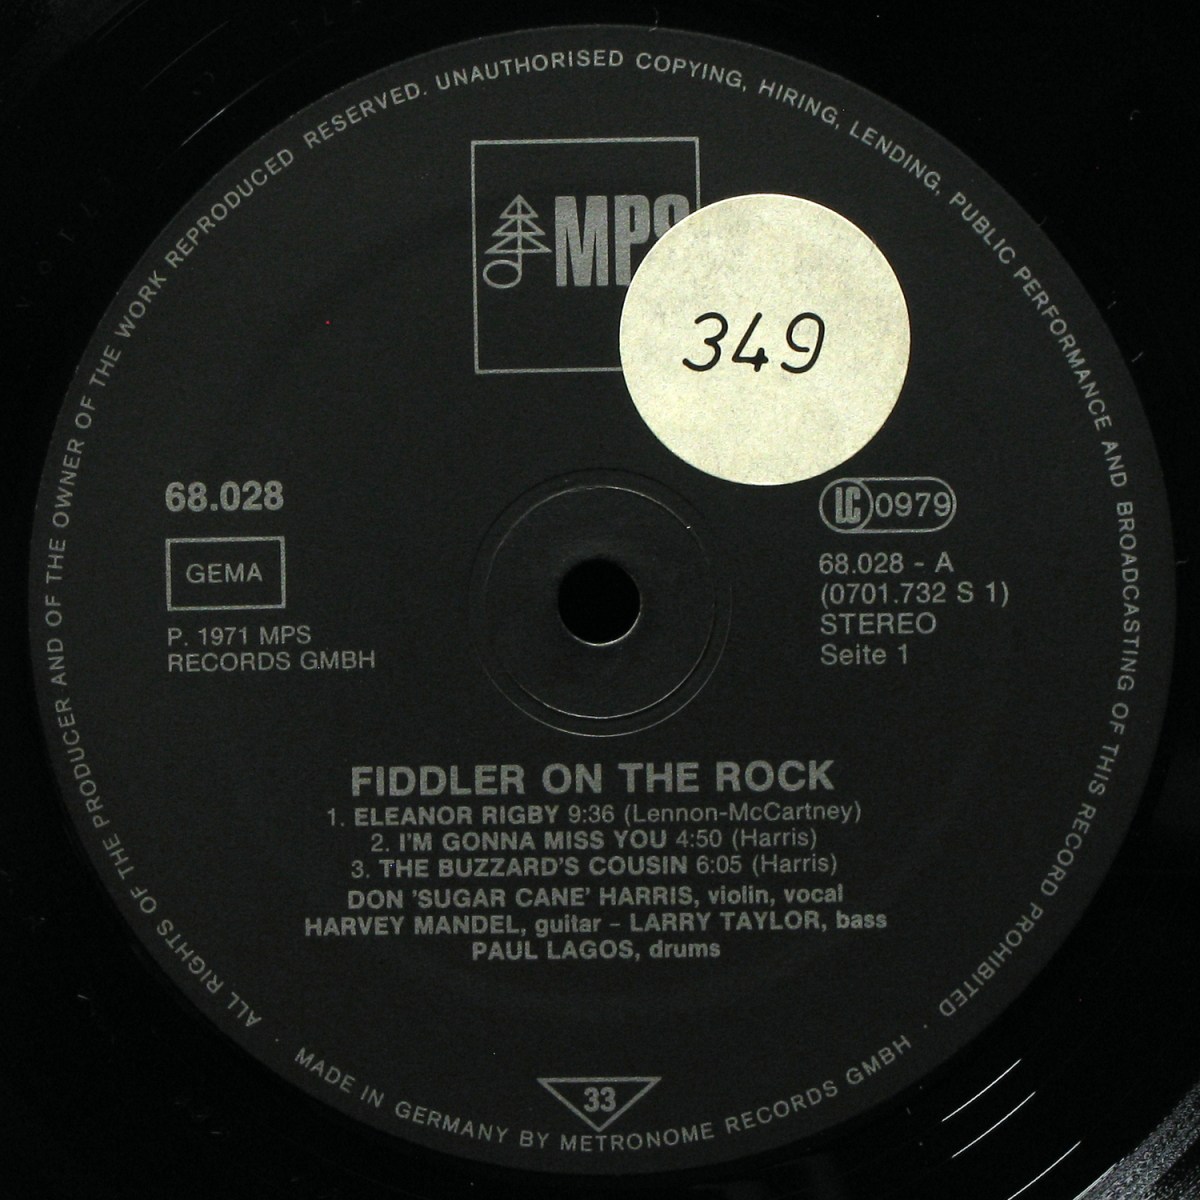 ALL RIGHTS OF THE PRODUCER AND OF THE OWNER OF THE WORK REPRODUCED RESERVED. UNAUTHORISED COPYING, HIRING, LENDING, PUBLIC PERFORMANCE AND BROADCASTING OF THIS RECORD PROHIBITED ·
MPS
349
68.028
GEMA
P. 1971 MPS
RECORDS GMBH
LC 0979
68.028 - A
(0701.732 S 1)
STEREO
Seite 1
FIDDLER ON THE ROCK
1. ELEANOR RIGBY 9:36 (Lennon-McCartney)
2. I'M GONNA MISS YOU 4:50 (Harris)
3. THE BUZZARD'S COUSIN 6:05 (Harris)
DON 'SUGAR CANE' HARRIS, violin, vocal
HARVEY MANDEL, guitar – LARRY TAYLOR, bass
PAUL LAGOS, drums
33
· MADE IN GERMANY BY METRONOME RECORDS GMBH